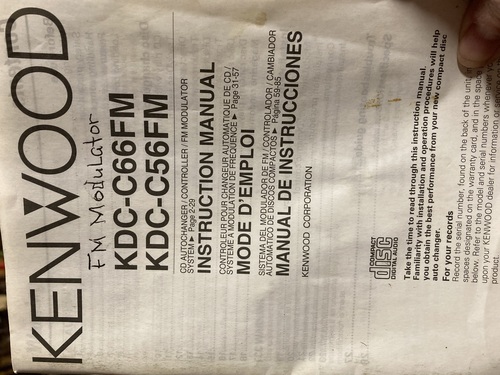 KENWOOD
FM Modulator
KDC-C66FM
KDC-C56FM
CD AUTOCHANGER / CONTROLLER / FM MODULATOR
SYSTEM ► Page 2-29
INSTRUCTION MANUAL
CONTROLEUR POUR CHANGEUR AUTOMATIQUE DE CD /
SYSTÈME A MODULATION DE FREQUENCE ► Page 31-57
MODE D'EMPLOI
SISTEMA DEL MODULADOR DE FM / CONTROLADOR / CAMBIADOR
AUTOMÁTICO DE DISCOS COMPACTOS ► Página 59-85
MANUAL DE INSTRUCCIONES
KENWOOD CORPORATION
COMPACT
disc
DIGITAL AUDIO
Take the time to read through this instruction manual.
Familiarity with installation and operation procedures will help
you obtain the best performance from your new compact disc
auto changer.
For your records
Record the serial number, found on the back of the unit,
spaces designated on the warranty card, and in the space
below. Refer to the model and serial numbers whenever
upon your KENWOOD dealer for information or
product.